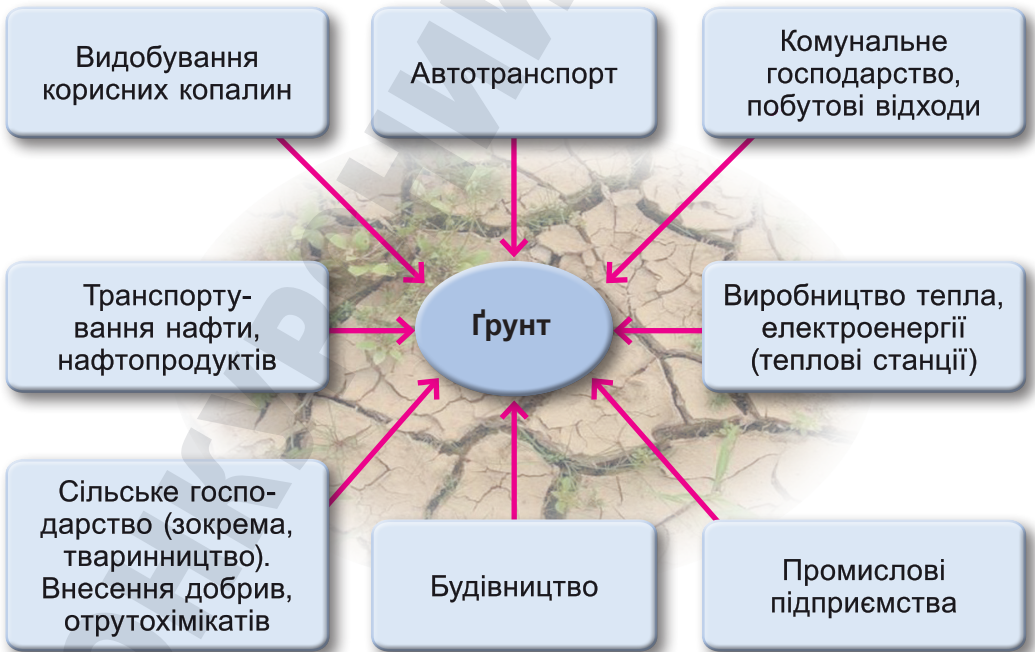 Видобування
корисних копалин
Автотранспорт
Комунальне
господарство,
побутові відходи
Транспорту-
вання нафти,
нафтопродуктів
Ґрунт
Виробництво тепла,
електроенергії
(теплові станції)
Сільське госпо-
дарство (зокрема,
тваринництво).
Внесення добрив,
отрутохімікатів
Будівництво
Промислові
підприємства